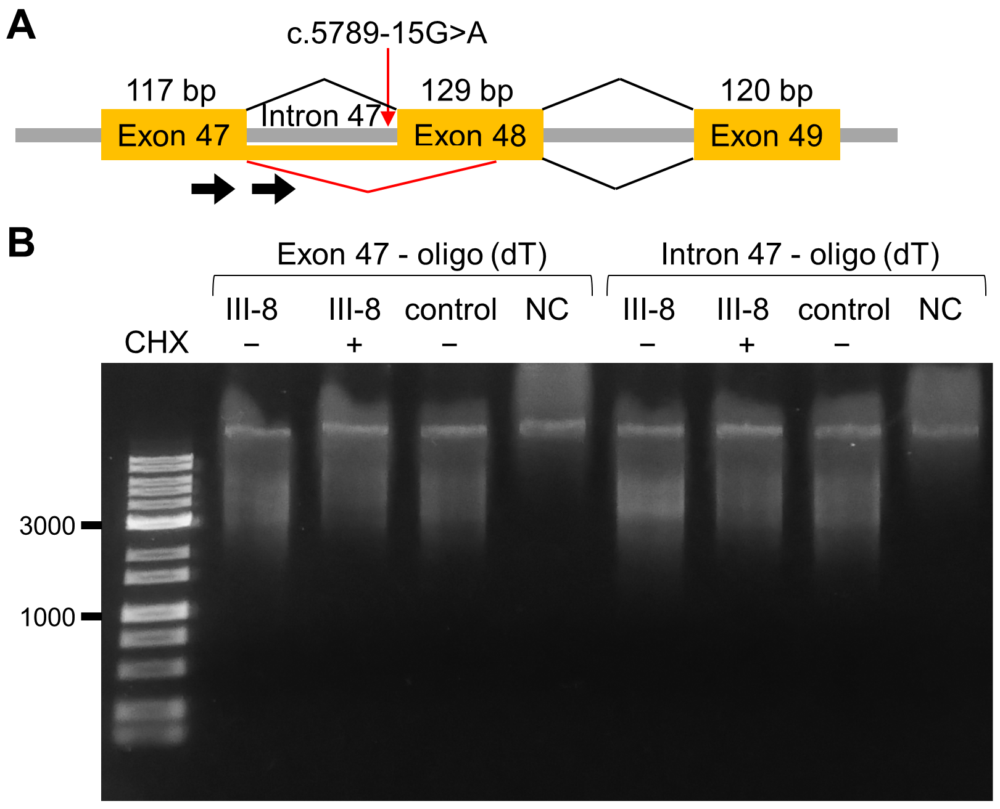 A
c.5789-15G>A
117 bp
129 bp
120 bp
Intron 47
Exon 47
Exon 48
Exon 49
B
Exon 47 - oligo (dT)
Intron 47 - oligo (dT)
III-8
III-8
control
NC
III-8
III-8
control
NC
CHX
–
+
–
–
+
–
3000
1000